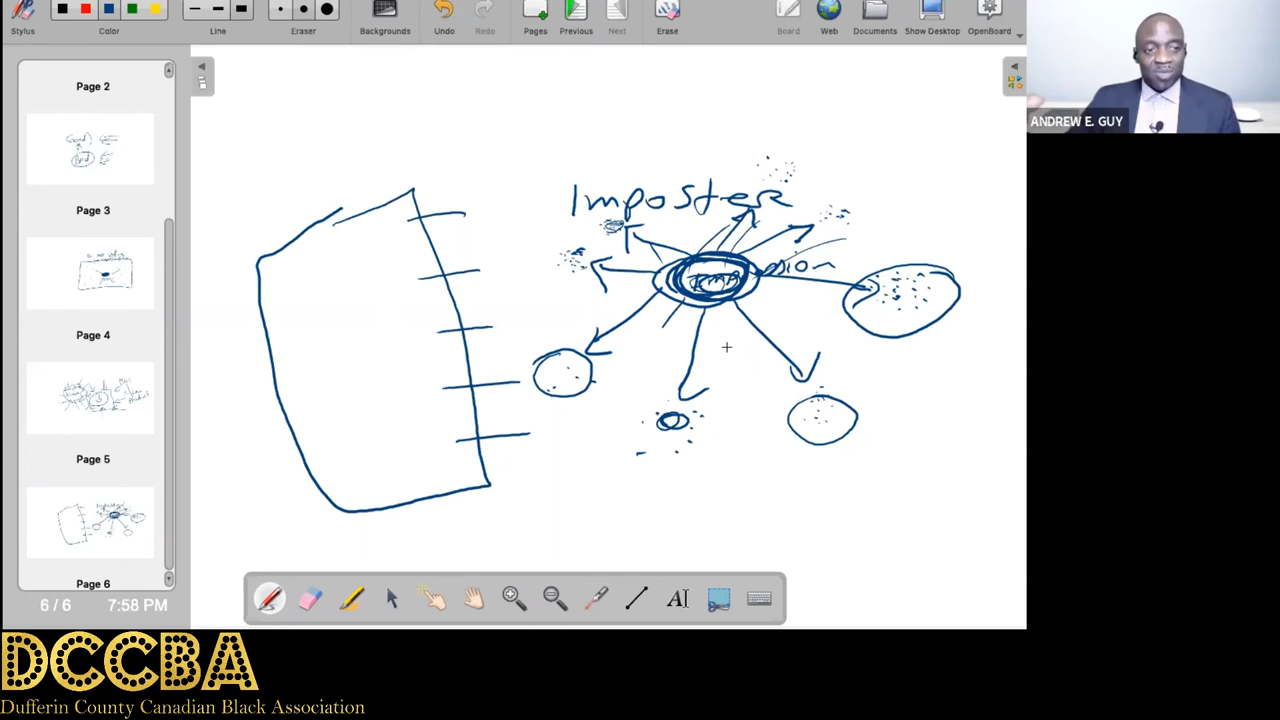 Stylus Color Line Eraser Backgrounds Undo Redo Pages Previous Next Erase Board Web Documents Show Desktop OpenBoard
Page 2
Page 3
Page 4
Page 5
Page 6
6 / 6 7:58 PM
Imposter
sion
AI
ANDREW E. GUY
DCCBA
Dufferin County Canadian Black Association